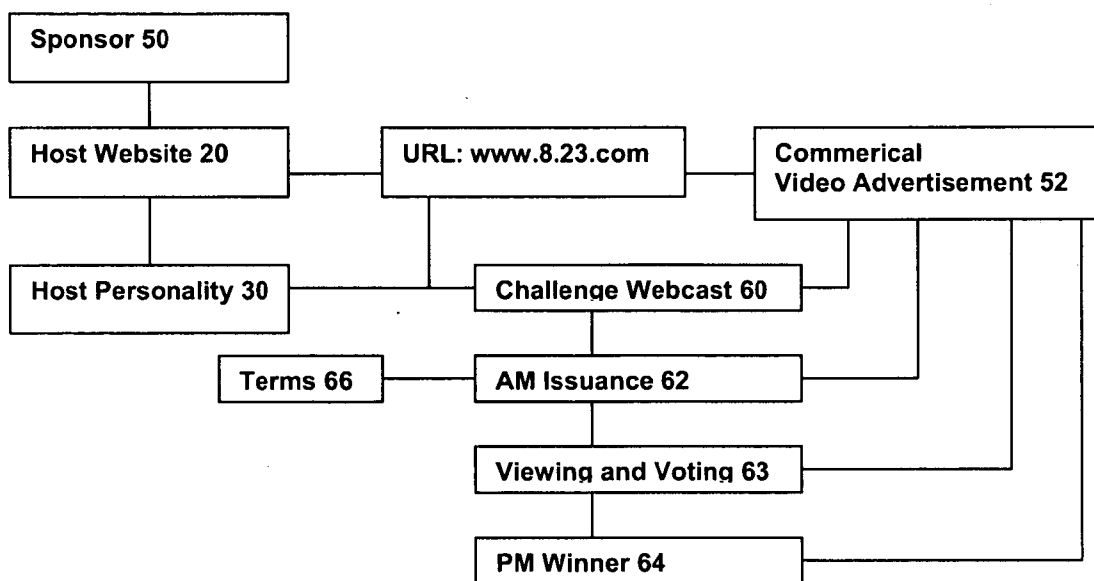 Sponsor 50
Host Website 20
URL: www.8.23.com
Commerical
Video Advertisement 52
Host Personality 30
Challenge Webcast 60
Terms 66
AM Issuance 62
Viewing and Voting 63
PM Winner 64